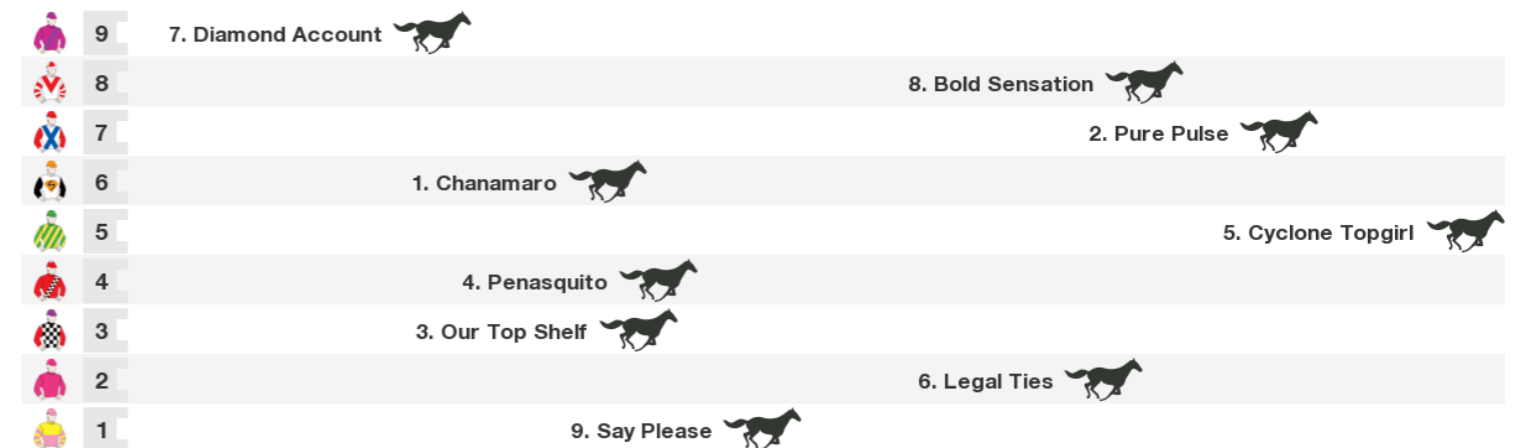 9 7. Diamond Account
8 8. Bold Sensation
7 2. Pure Pulse
6 1. Chanamaro
5 5. Cyclone Topgirl
4 4. Penasquito
3 3. Our Top Shelf
2 6. Legal Ties
1 9. Say Please